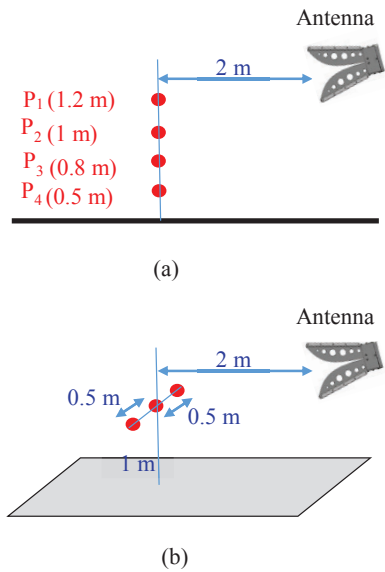 Antenna
2 m
P1 (1.2 m)
P2 (1 m)
P3 (0.8 m)
P4 (0.5 m)
(a)
Antenna
2 m
0.5 m
0.5 m
1 m
(b)